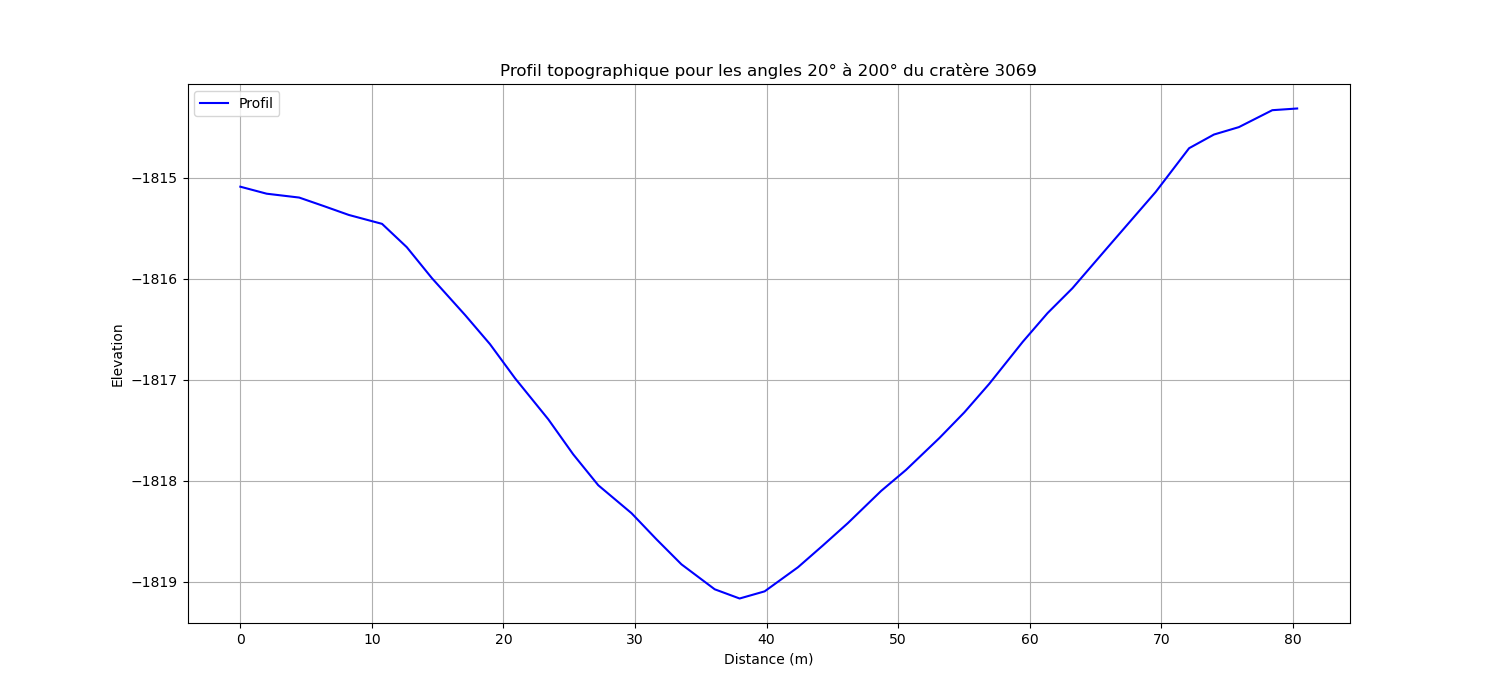 Profil topographique pour les angles 20° à 200° du cratère 3069
Profil
Elevation
−1815
−1816
−1817
−1818
−1819
0 10 20 30 40 50 60 70 80
Distance (m)